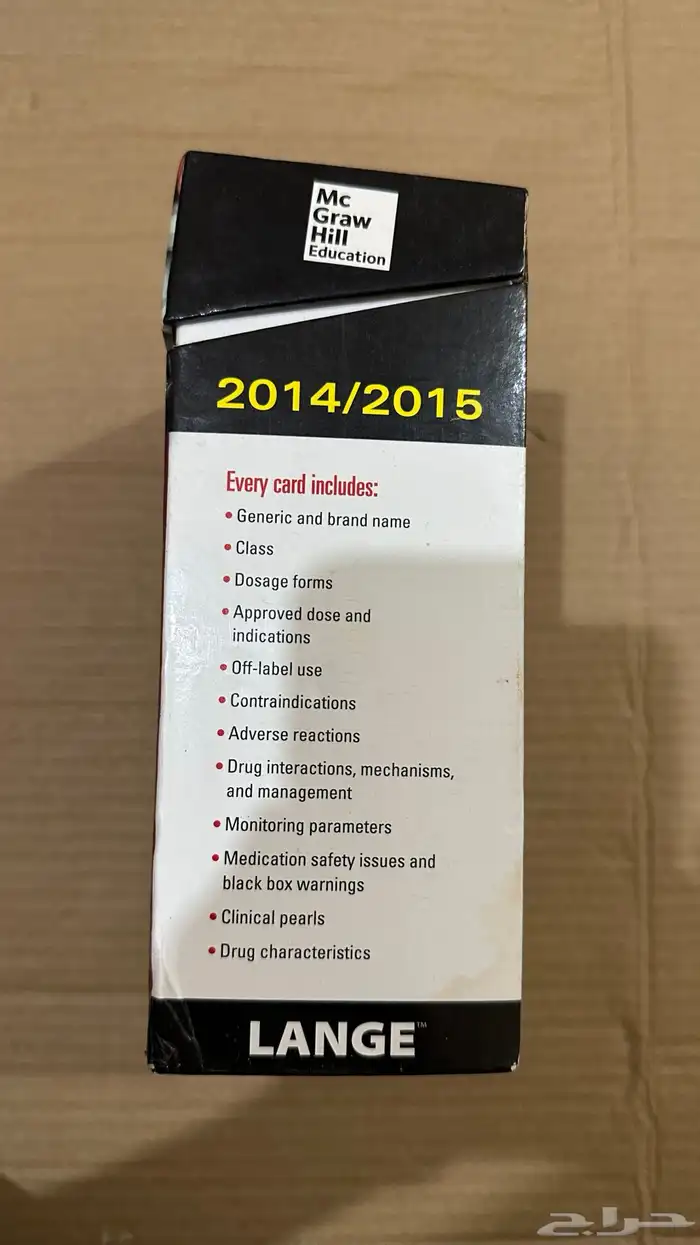 Mc
Graw
Hill
Education
2014/2015
Every card includes:
• Generic and brand name
• Class
• Dosage forms
• Approved dose and
indications
• Off-label use
• Contraindications
• Adverse reactions
• Drug interactions, mechanisms,
and management
• Monitoring parameters
• Medication safety issues and
black box warnings
• Clinical pearls
• Drug characteristics
LANGE™
حراج